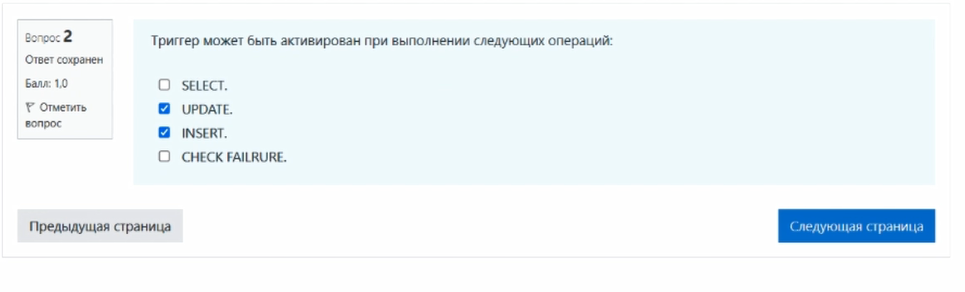 Вопрос 2
Ответ сохранен
Балл: 1,0
Отметить
вопрос
Триггер может быть активирован при выполнении следующих операций:
SELECT.
UPDATE.
INSERT.
CHECK FAILRURE.
Предыдущая страница
Следующая страница